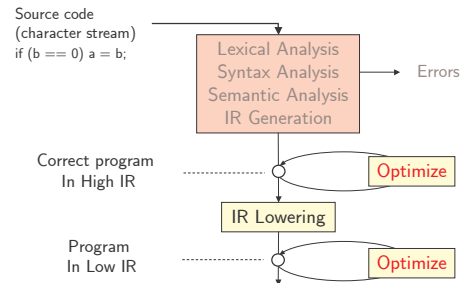 Source code
(character stream)
if (b == 0) a = b;
Lexical Analysis
Syntax Analysis
Semantic Analysis
IR Generation
Errors
Correct program
In High IR
Optimize
IR Lowering
Program
In Low IR
Optimize